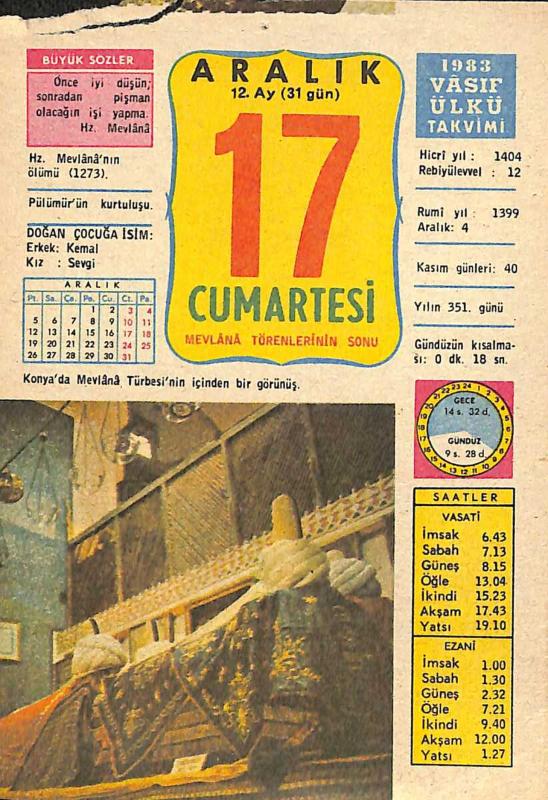 BÜYÜK SÖZLER
Önce iyi düşün;
sonradan pişman
olacağın işi yapma.
Hz. Mevlânâ
Hz. Mevlânâ'nın
ölümü (1273).
Pülümür'ün kurtuluşu.
DOĞAN ÇOCUĞA İSİM:
Erkek: Kemal
Kız : Sevgi
ARALIK
Pt. Sa. Ça. Pe. Cu. Ct. Pa.
1 2 3 4
5 6 7 8 9 10 11
12 13 14 15 16 17 18
19 20 21 22 23 24 25
26 27 28 29 30 31
ARALIK
12. Ay (31 gün)
17
CUMARTESİ
MEVLÂNÂ TÖRENLERİNİN SONU
1983
VÂSIF
ÜLKÜ
TAKVİMİ
Hicrî yıl : 1404
Rebiyülevvel : 12
Rumî yıl : 1399
Aralık: 4
Kasım günleri: 40
Yılın 351. günü
Gündüzün kısalma-
sı: 0 dk. 18 sn.
Konya'da Mevlânâ Türbesi'nin içinden bir görünüş.
GECE
14 s. 32 d.
GÜNDÜZ
9 s. 28 d.
SAATLER
VASATİ
İmsak 6.43
Sabah 7.13
Güneş 8.15
Öğle 13.04
İkindi 15.23
Akşam 17.43
Yatsı 19.10
EZANİ
İmsak 1.00
Sabah 1.30
Güneş 2.32
Öğle 7.21
İkindi 9.40
Akşam 12.00
Yatsı 1.27